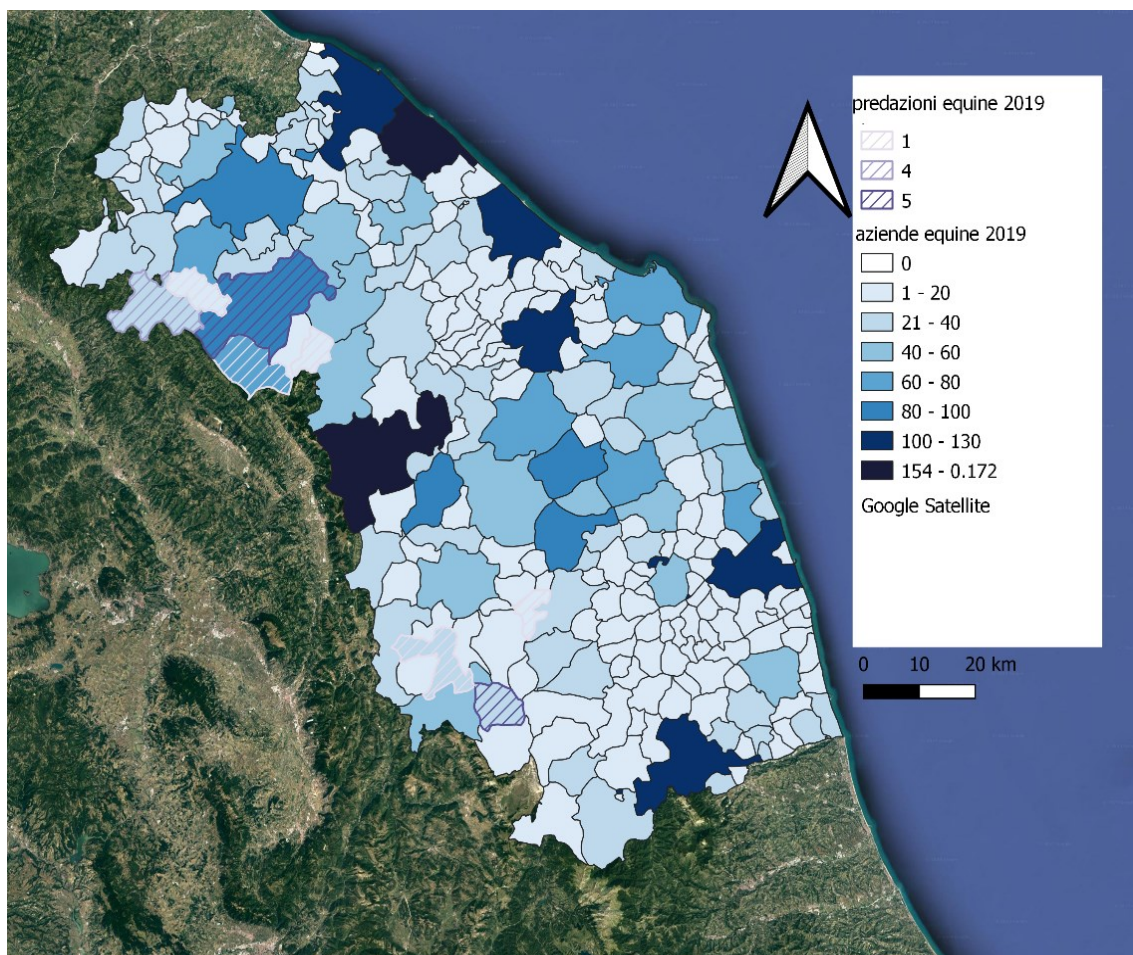 predazioni equine 2019
1
4
5
aziende equine 2019
0
1 - 20
21 - 40
40 - 60
60 - 80
80 - 100
100 - 130
154 - 0.172
Google Satellite
0 10 20 km